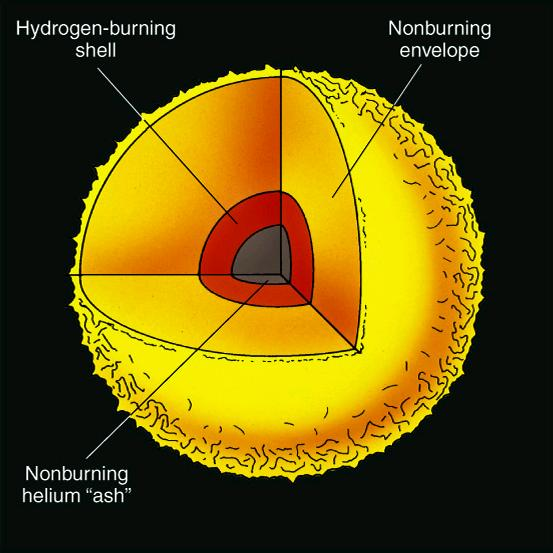 Hydrogen-burning
shell
Nonburning
envelope
Nonburning
helium “ash”